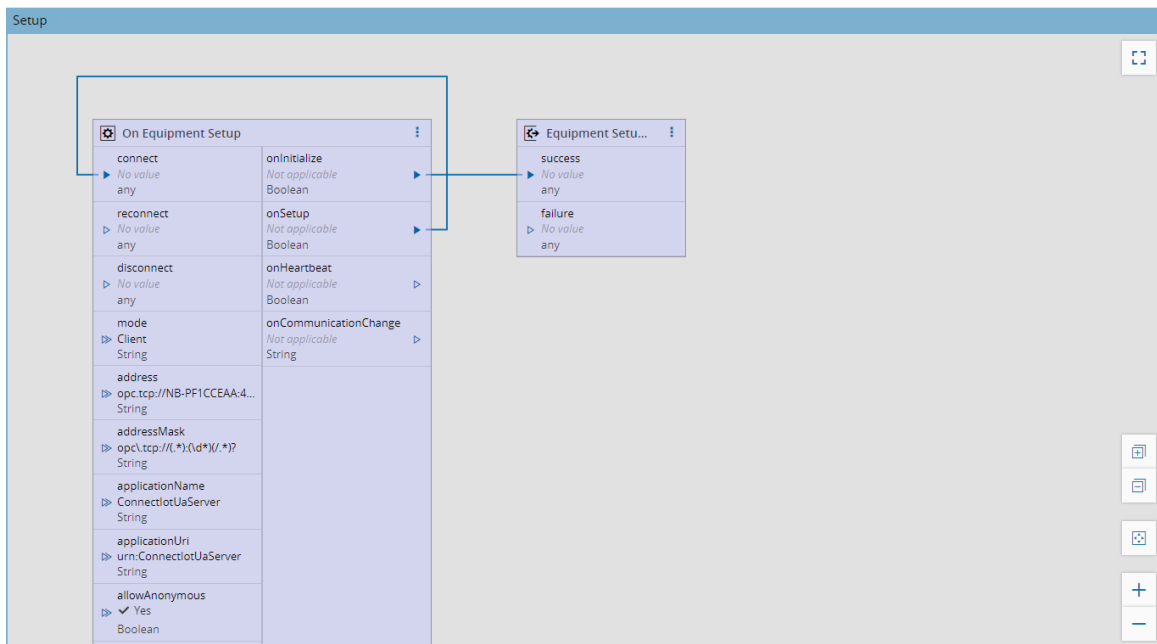 Setup
On Equipment Setup
connect
No value
any
reconnect
No value
any
disconnect
No value
any
mode
Client
String
address
opc.tcp://NB-PF1CCEAA:4...
String
addressMask
opc\.tcp://(.*):(\d*)(/.*)?
String
applicationName
ConnectIotUaServer
String
applicationUri
urn:ConnectIotUaServer
String
allowAnonymous
Yes
Boolean
onInitialize
Not applicable
Boolean
onSetup
Not applicable
Boolean
onHeartbeat
Not applicable
Boolean
onCommunicationChange
Not applicable
String
Equipment Setu...
success
No value
any
failure
No value
any